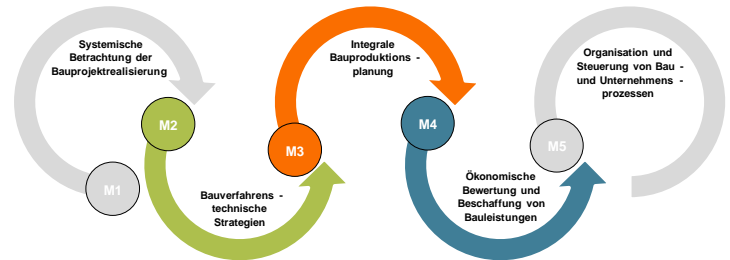 Systemische
Betrachtung der
Bauprojektrealisierung
M1
M2
Bauverfahrens -
technische
Strategien
Integrale
Bauproduktions -
planung
M3
M4
Ökonomische
Bewertung und
Beschaffung von
Bauleistungen
Organisation und
Steuerung von Bau -
und Unternehmens -
prozessen
M5